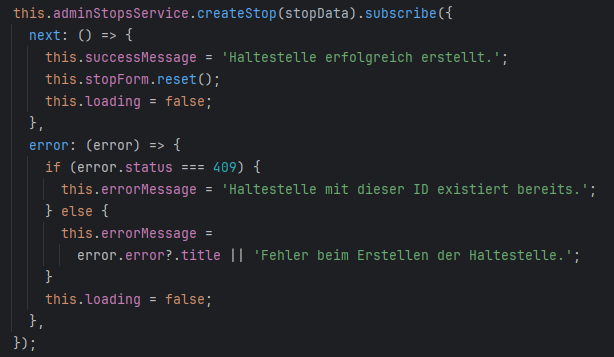 this.adminStopsService.createStop(stopData).subscribe({
next: () => {
this.successMessage = 'Haltestelle erfolgreich erstellt.';
this.stopForm.reset();
this.loading = false;
},
error: (error) => {
if (error.status === 409) {
this.errorMessage = 'Haltestelle mit dieser ID existiert bereits.';
} else {
this.errorMessage =
error.error?.title || 'Fehler beim Erstellen der Haltestelle.';
}
this.loading = false;
},
});